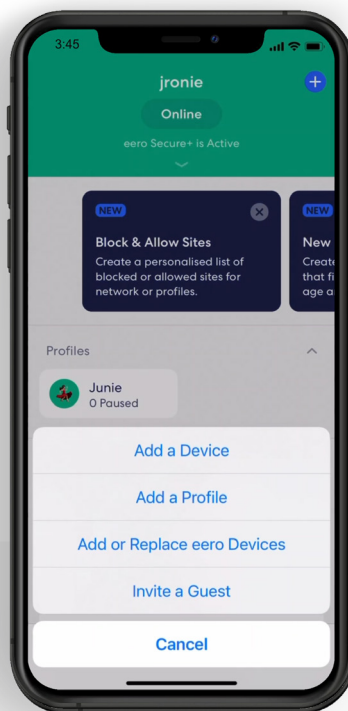 3:45
jronie
Online
eero Secure+ is Active
NEW
Block & Allow Sites
Create a personalised list of
blocked or allowed sites for
network or profiles.
NEW
New
Create
that fi
age a
Profiles
Junie
0 Paused
Add a Device
Add a Profile
Add or Replace eero Devices
Invite a Guest
Cancel